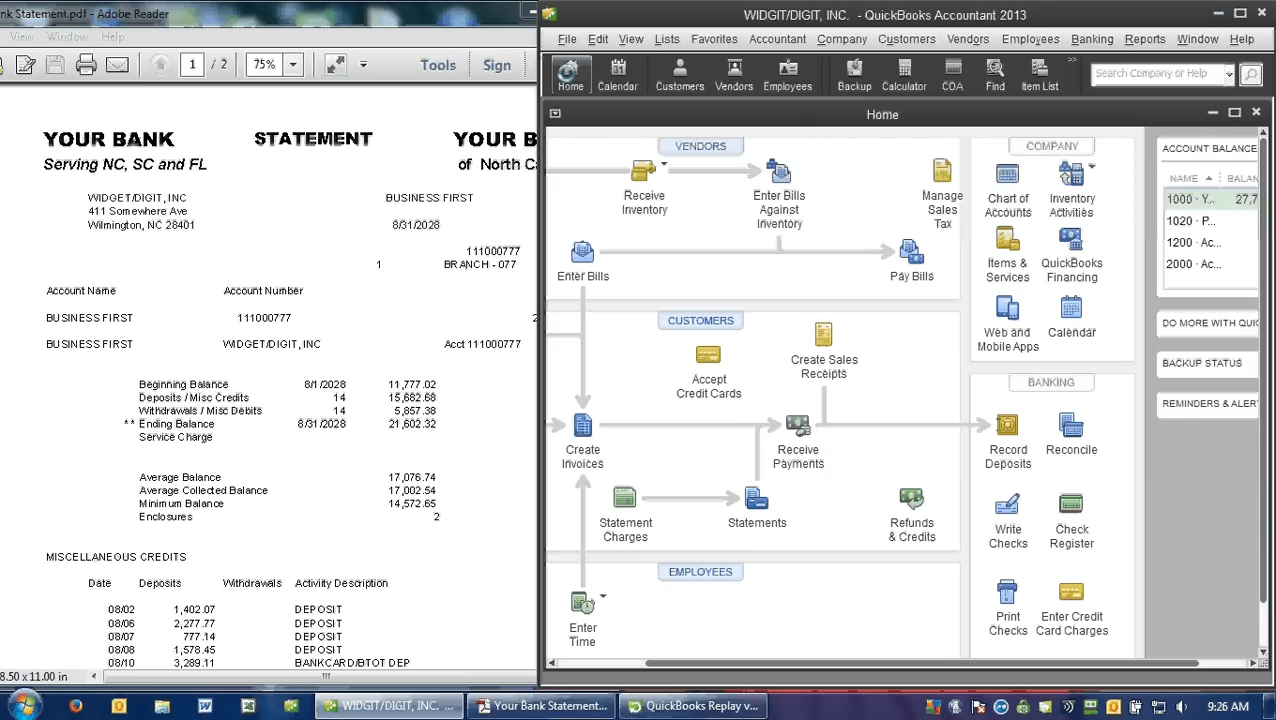 nk Statement.pdf - Adobe Reader
View Window Help
1 / 2 75% Tools Sign
YOUR BANK STATEMENT YOUR B
Serving NC, SC and FL of North C
WIDGET/DIGIT, INC BUSINESS FIRST
411 Somewhere Ave
Wilmington, NC 28401 8/31/2028
111000777
1 BRANCH - 077
Account Name Account Number
BUSINESS FIRST 111000777 2
BUSINESS FIRST WIDGET/DIGIT, INC Acct 111000777
Beginning Balance 8/1/2028 11,777.02
Deposits / Misc Credits 14 15,682.68
Withdrawals / Misc Debits 14 5,857.38
** Ending Balance 8/31/2028 21,602.32
Service Charge
Average Balance 17,076.74
Average Collected Balance 17,002.54
Minimum Balance 14,572.65
Enclosures 2
MISCELLANEOUS CREDITS
Date Deposits Withdrawals Activity Description
08/02 1,402.07 DEPOSIT
08/06 2,277.77 DEPOSIT
08/07 777.14 DEPOSIT
08/08 1,578.45 DEPOSIT
08/10 3,289.11 BANKCARD/BTOT DEP
8.50 x 11.00 in
WIDGIT/DIGIT, INC. - QuickBooks Accountant 2013
File Edit View Lists Favorites Accountant Company Customers Vendors Employees Banking Reports Window Help
Home Calendar Customers Vendors Employees Backup Calculator COA Find Item List
Search Company or Help
Home
VENDORS
Receive
Inventory
Enter Bills
Against
Inventory
Manage
Sales
Tax
Enter Bills
Pay Bills
CUSTOMERS
Create Sales
Receipts
Accept
Credit Cards
Create
Invoices
Receive
Payments
Statement
Charges
Statements
Refunds
& Credits
EMPLOYEES
Enter
Time
COMPANY
Chart of
Accounts
Inventory
Activities
Items &
Services
QuickBooks
Financing
Web and
Mobile Apps
Calendar
BANKING
Record
Deposits
Reconcile
Write
Checks
Check
Register
Print
Checks
Enter Credit
Card Charges
ACCOUNT BALANCE
NAME BALAN
1000 · Y... 27,7
1020 · P...
1200 · Ac...
2000 · Ac...
DO MORE WITH QUIC
BACKUP STATUS
REMINDERS & ALER
WIDGIT/DIGIT, INC. ... Your Bank Statement... QuickBooks Replay v... 9:26 AM